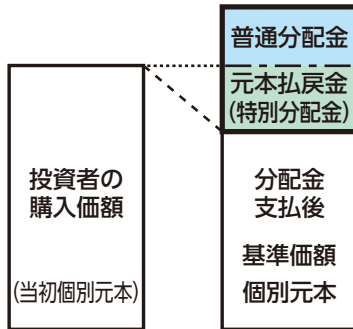 普通分配金
元本払戻金
(特別分配金)
投資者の
購入価額
(当初個別元本)
分配金
支払後
基準価額
個別元本